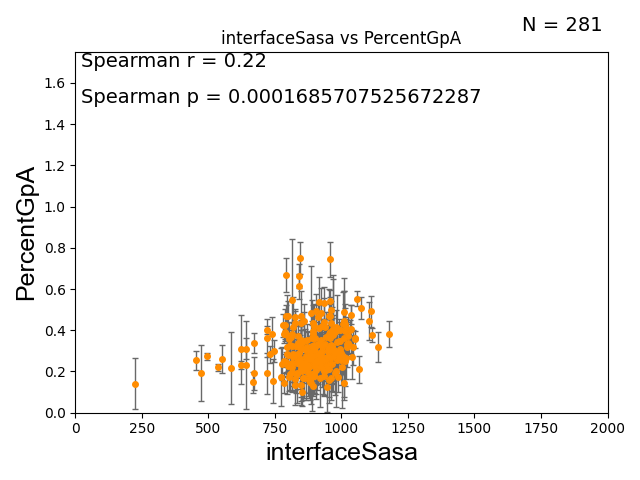 N = 281
interfaceSasa vs PercentGpA
Spearman r = 0.22
Spearman p = 0.0001685707525672287
1.6
1.4
1.2
1.0
0.8
0.6
0.4
0.2
0.0
PercentGpA
0 250 500 750 1000 1250 1500 1750 2000
interfaceSasa